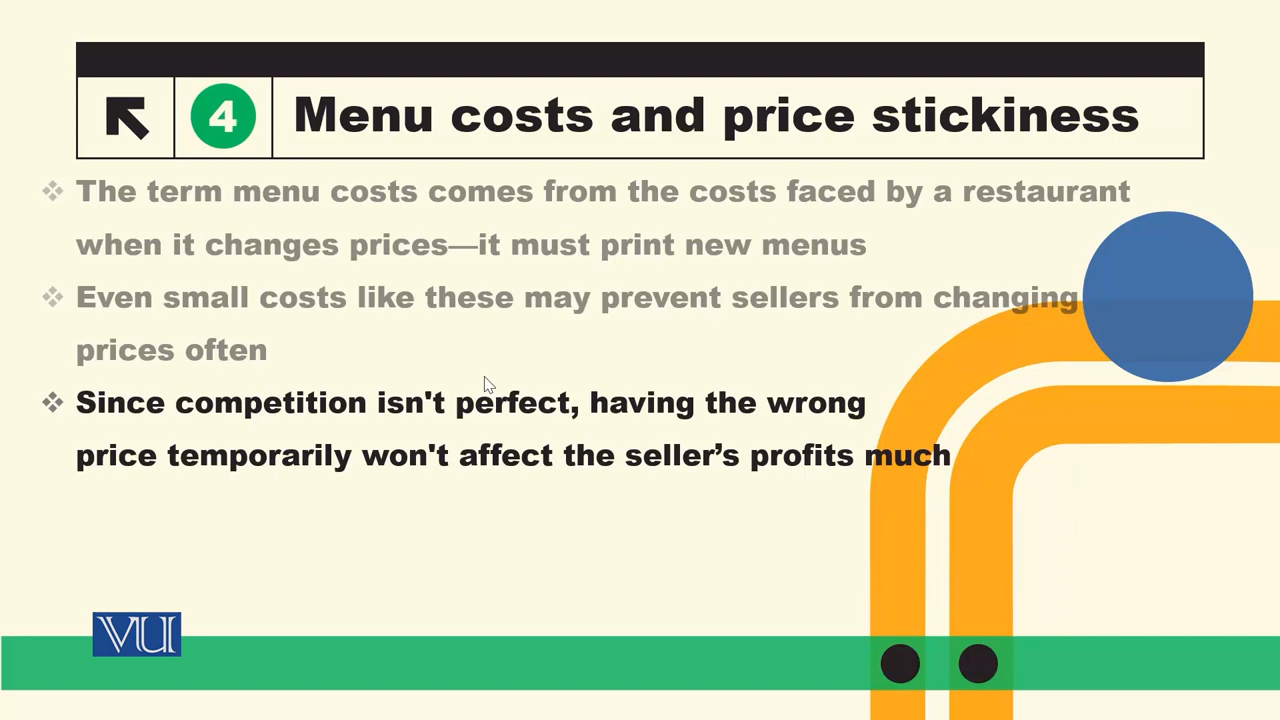 4
Menu costs and price stickiness
❖ The term menu costs comes from the costs faced by a restaurant
when it changes prices—it must print new menus
❖ Even small costs like these may prevent sellers from changing
prices often
❖ Since competition isn't perfect, having the wrong
price temporarily won't affect the seller’s profits much
VU